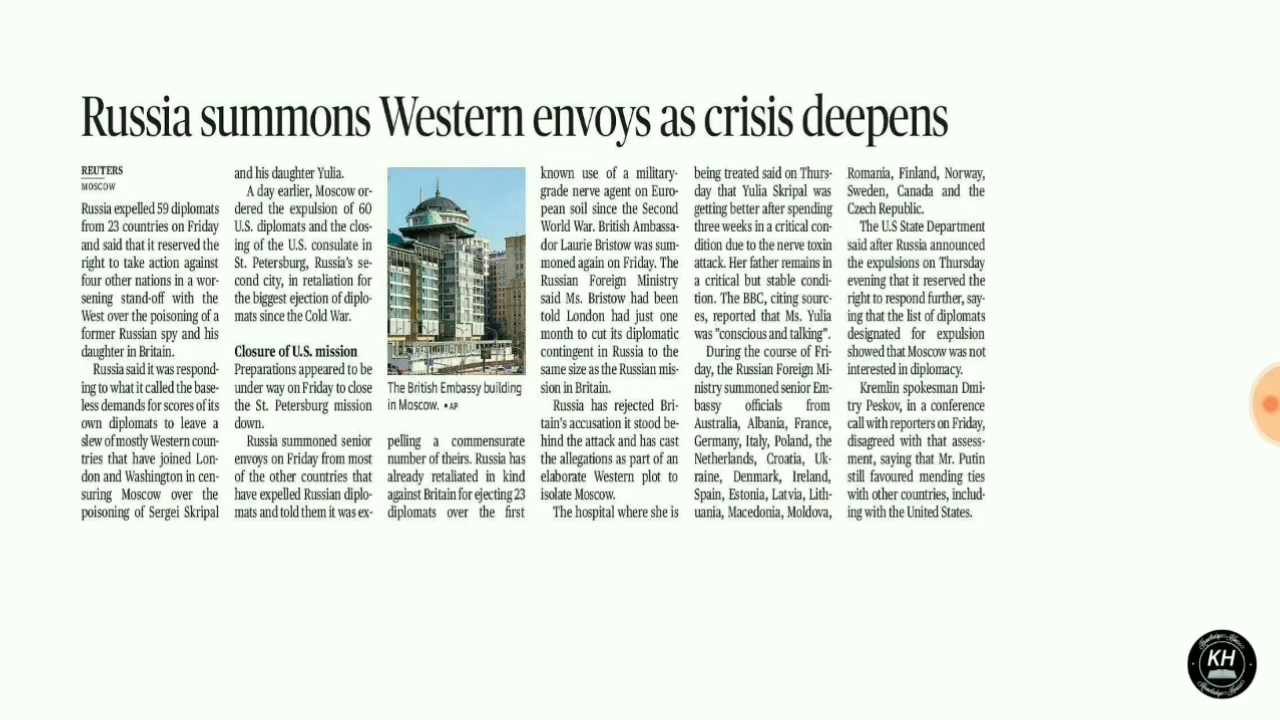 Russia summons Western envoys as crisis deepens
REUTERS
MOSCOW
Russia expelled 59 diplomats
from 23 countries on Friday
and said that it reserved the
right to take action against
four other nations in a wor-
sening stand-off with the
West over the poisoning of a
former Russian spy and his
daughter in Britain.
Russia said it was respond-
ing to what it called the base-
less demands for scores of its
own diplomats to leave a
slew of mostly Western coun-
tries that have joined Lon-
don and Washington in cen-
suring Moscow over the
poisoning of Sergei Skripal
and his daughter Yulia.
A day earlier, Moscow or-
dered the expulsion of 60
U.S. diplomats and the clos-
ing of the U.S. consulate in
St. Petersburg, Russia's se-
cond city, in retaliation for
the biggest ejection of diplo-
mats since the Cold War.
Closure of U.S. mission
Preparations appeared to be
under way on Friday to close
the St. Petersburg mission
down.
Russia summoned senior
envoys on Friday from most
of the other countries that
have expelled Russian diplo-
mats and told them it was ex-
The British Embassy building
in Moscow. • AP
pelling a commensurate
number of theirs. Russia has
already retaliated in kind
against Britain for ejecting 23
diplomats over the first
known use of a military-
grade nerve agent on Euro-
pean soil since the Second
World War. British Ambassa-
dor Laurie Bristow was sum-
moned again on Friday. The
Russian Foreign Ministry
said Ms. Bristow had been
told London had just one
month to cut its diplomatic
contingent in Russia to the
same size as the Russian mis-
sion in Britain.
Russia has rejected Bri-
tain's accusation it stood be-
hind the attack and has cast
the allegations as part of an
elaborate Western plot to
isolate Moscow.
The hospital where she is
being treated said on Thurs-
day that Yulia Skripal was
getting better after spending
three weeks in a critical con-
dition due to the nerve toxin
attack. Her father remains in
a critical but stable condi-
tion. The BBC, citing sourc-
es, reported that Ms. Yulia
was "conscious and talking".
During the course of Fri-
day, the Russian Foreign Mi-
nistry summoned senior Em-
bassy officials from
Australia, Albania, France,
Germany, Italy, Poland, the
Netherlands, Croatia, Uk-
raine, Denmark, Ireland,
Spain, Estonia, Latvia, Lith-
uania, Macedonia, Moldova,
Romania, Finland, Norway,
Sweden, Canada and the
Czech Republic.
The U.S State Department
said after Russia announced
the expulsions on Thursday
evening that it reserved the
right to respond further, say-
ing that the list of diplomats
designated for expulsion
showed that Moscow was not
interested in diplomacy.
Kremlin spokesman Dmi-
try Peskov, in a conference
call with reporters on Friday,
disagreed with that assess-
ment, saying that Mr. Putin
still favoured mending ties
with other countries, includ-
ing with the United States.
KH